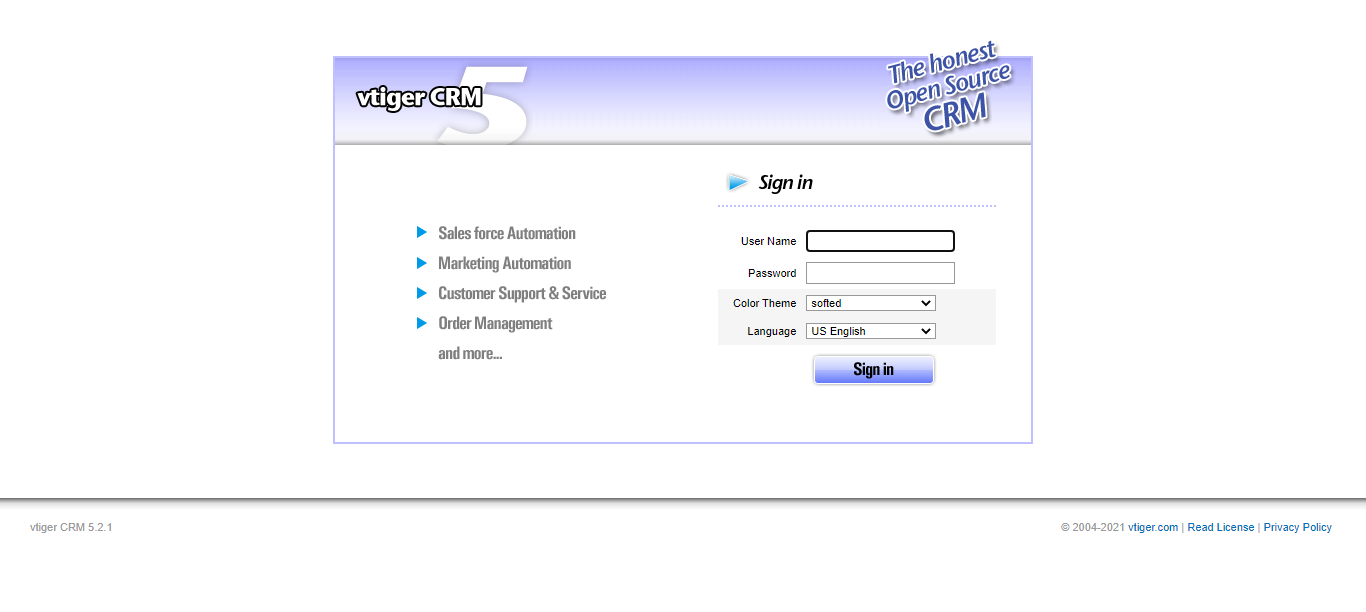 vtiger CRM 5
The honest
Open Source
CRM
Sign in
Sales force Automation
Marketing Automation
Customer Support & Service
Order Management
and more...
User Name
Password
Color Theme softed
Language US English
Sign in
vtiger CRM 5.2.1
© 2004-2021 vtiger.com | Read License | Privacy Policy